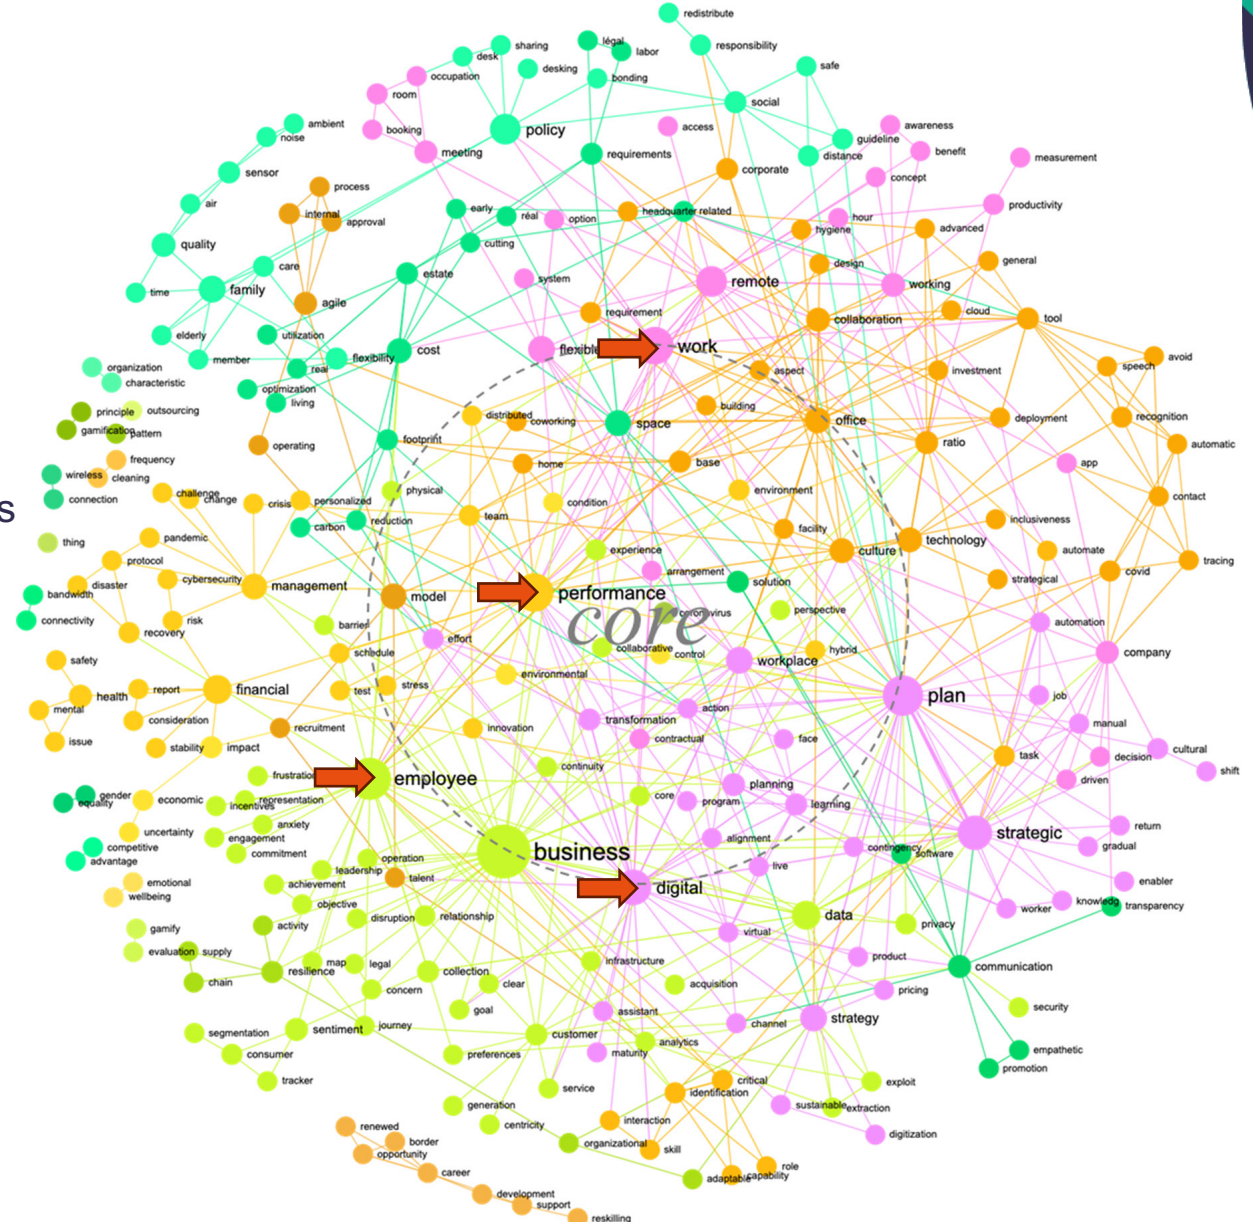 redistribute
sharing
légal
responsibility
desk
labor
desking
safe
occupation
bonding
room
social
ambient
access
awareness
booking
policy
noise
guideline
meeting
requirements
benefit
distance
measurement
sensor
corporate
concept
process
air
early
productivity
internal
réal
option
headquarter related
hour
approval
hygiene
advanced
quality
cutting
general
care
estate
design
family
system
remote
working
time
agile
requirement
collaboration
cloud
tool
elderly
utilization
member
flexibility
cost
flexible
work
avoid
organization
real
aspect
investment
speech
characteristic
optimization
living
principle
outsourcing
distributed
coworking
building
space
office
deployment
recognition
gamification
pattern
operating
footprint
ratio
automatic
frequency
home
base
app
wireless
cleaning
physical
environment
connection
challenge
change
crisis
personalized
condition
contact
carbon
reduction
team
facility
inclusiveness
pandemic
technology
thing
experience
culture
automate
protocol
arrangement
tracing
cybersecurity
solution
strategical
covid
disaster
management
bandwidth
model
performance
core
coronavirus
perspective
connectivity
risk
barrier
automation
recovery
effort
safety
schedule
collaborative
control
hybrid
company
workplace
health
report
financial
test
stress
environmental
plan
job
mental
action
consideration
recruitment
innovation
transformation
manual
issue
stability
impact
contractual
face
cultural
task
decision
shift
frustration
employee
continuity
driven
gender
planning
equality
economic
incentives
representation
core
program
learning
uncertainty
anxiety
return
engagement
alignment
strategic
competitive
commitment
operation
business
contingency
software
gradual
advantage
leadership
live
emotional
achievement
talent
digital
enabler
wellbeing
objective
knowledg
transparency
gamify
activity
disruption
relationship
data
worker
privacy
evaluation
supply
virtual
map
legal
infrastructure
product
chain
resilience
collection
communication
concern
clear
acquisition
pricing
goal
assistant
security
segmentation
sentiment
journey
customer
channel
strategy
consumer
preferences
maturity
analytics
empathetic
tracker
service
critical
exploit
promotion
identification
generation
sustainable
extraction
renewed
centricity
interaction
digitization
border
organizational
opportunity
skill
role
career
adaptable
capability
development
support
reskilling
s